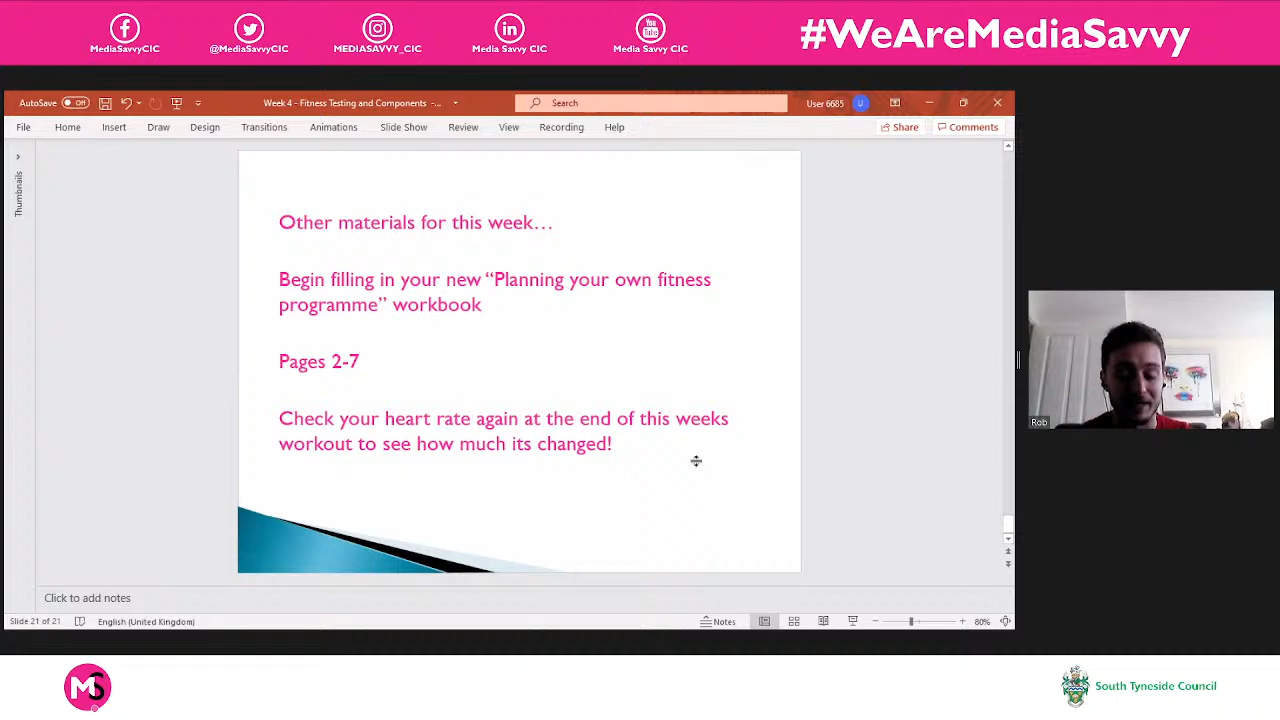 MediaSavvyCIC
@MediaSavvyCIC
MEDIASAVVY_CIC
in
Media Savvy CIC
You
Tube
Media Savvy CIC
#WeAreMediaSavvy
AutoSave Off
Week 4 - Fitness Testing and Components -...
Search
User 6685 U
File Home Insert Draw Design Transitions Animations Slide Show Review View Recording Help
Share Comments
Thumbnails
Other materials for this week…
Begin filling in your new “Planning your own fitness
programme” workbook
Pages 2-7
Check your heart rate again at the end of this weeks
workout to see how much its changed!
Rob
Click to add notes
Slide 21 of 21 English (United Kingdom) Notes 80%
MS
South Tyneside Council